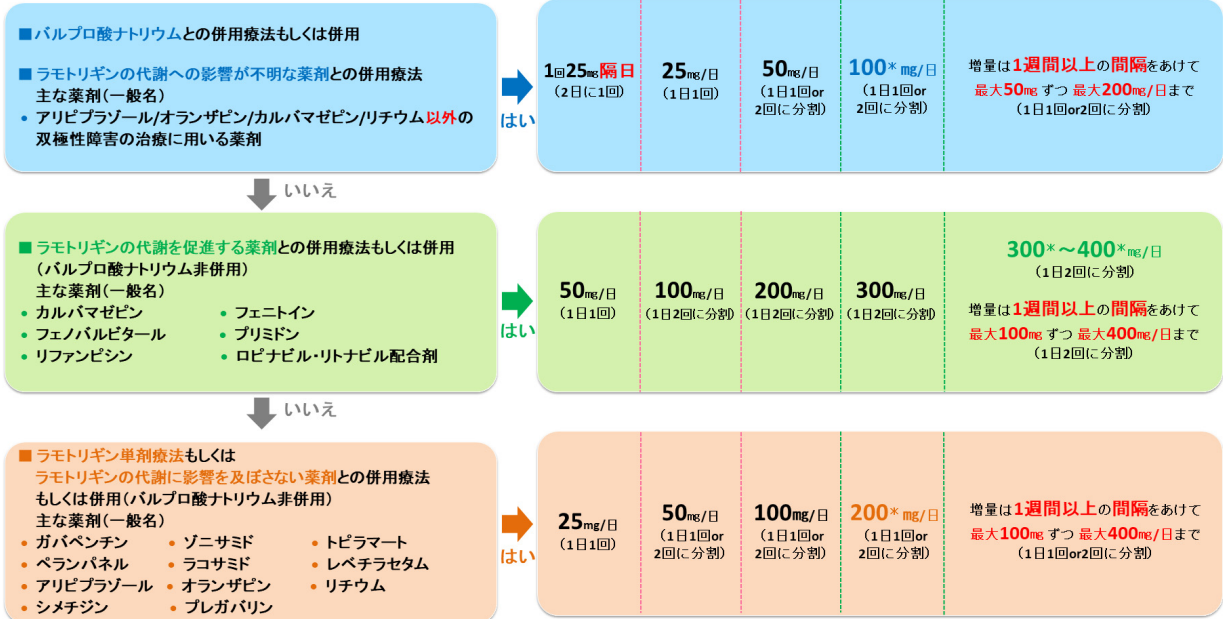 ■ バルプロ酸ナトリウムとの併用療法もしくは併用
■ ラモトリギンの代謝への影響が不明な薬剤との併用療法
主な薬剤(一般名)
• アリピプラゾール/オランザピン/カルバマゼピン/リチウム以外の
双極性障害の治療に用いる薬剤
はい
1回25mg隔日
(2日に1回)
25mg/日
(1日1回)
50mg/日
(1日1回or
2回に分割)
100*mg/日
(1日1回or
2回に分割)
増量は1週間以上の間隔をあけて
最大50mgずつ 最大200mg/日まで
(1日1回or2回に分割)
いいえ
■ ラモトリギンの代謝を促進する薬剤との併用療法もしくは併用
(バルプロ酸ナトリウム非併用)
主な薬剤(一般名)
• カルバマゼピン • フェニトイン
• フェノバルビタール • プリミドン
• リファンピシン • ロピナビル・リトナビル配合剤
はい
50mg/日
(1日1回)
100mg/日
(1日2回に分割)
200mg/日
(1日2回に分割)
300mg/日
(1日2回に分割)
300*～400*mg/日
(1日2回に分割)
増量は1週間以上の間隔をあけて
最大100mgずつ 最大400mg/日まで
(1日2回に分割)
いいえ
■ ラモトリギン単剤療法もしくは
ラモトリギンの代謝に影響を及ぼさない薬剤との併用療法
もしくは併用(バルプロ酸ナトリウム非併用)
主な薬剤(一般名)
• ガバペンチン • ゾニサミド • トピラマート
• ペランパネル • ラコサミド • レベチラセタム
• アリピプラゾール • オランザピン • リチウム
• シメチジン • プレガバリン
はい
25mg/日
(1日1回)
50mg/日
(1日1回or
2回に分割)
100mg/日
(1日1回or
2回に分割)
200*mg/日
(1日1回or
2回に分割)
増量は1週間以上の間隔をあけて
最大100mgずつ 最大400mg/日まで
(1日1回or2回に分割)